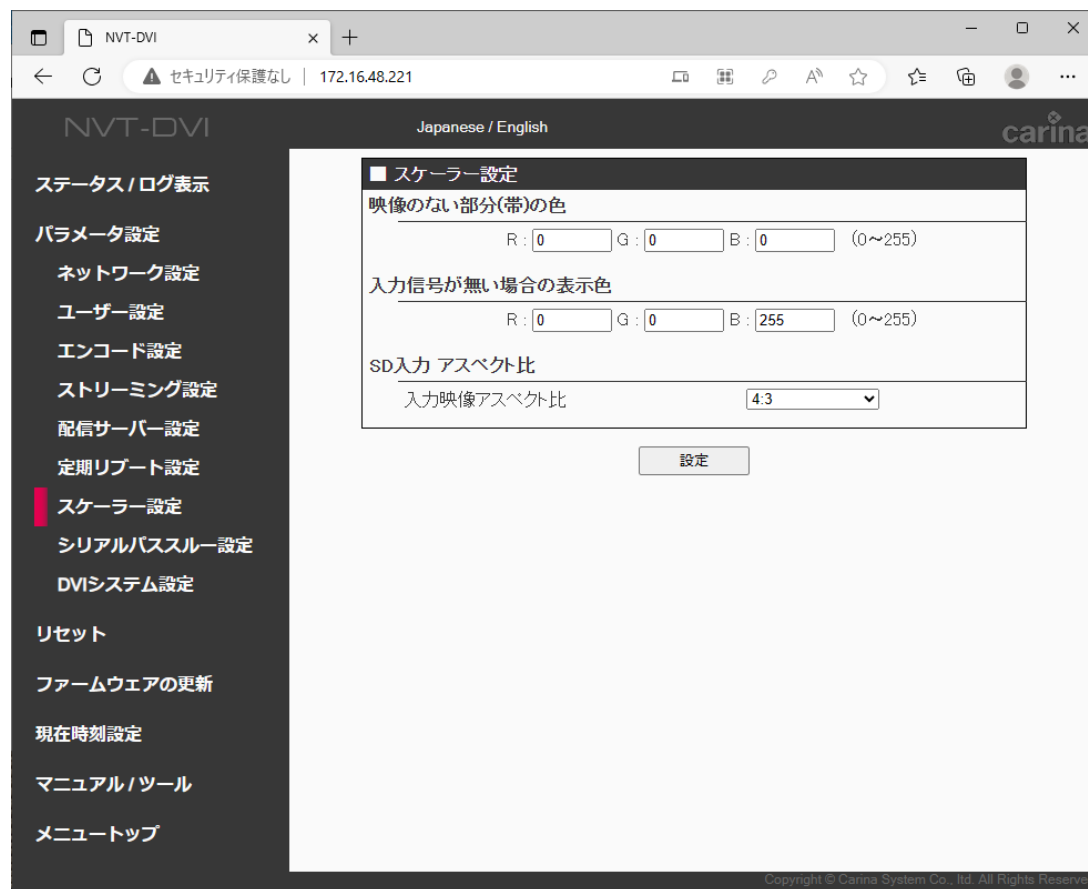 NVT-DVI
セキュリティ保護なし | 172.16.48.221
NVT-DVI
Japanese / English
carina
ステータス / ログ表示
パラメータ設定
ネットワーク設定
ユーザー設定
エンコード設定
ストリーミング設定
配信サーバー設定
定期リブート設定
スケーラー設定
シリアルパススルー設定
DVIシステム設定
リセット
ファームウェアの更新
現在時刻設定
マニュアル / ツール
メニュートップ
■ スケーラー設定
映像のない部分(帯)の色
R : 0 G : 0 B : 0 (0～255)
入力信号が無い場合の表示色
R : 0 G : 0 B : 255 (0～255)
SD入力 アスペクト比
入力映像アスペクト比 4:3
設定
Copyright © Carina System Co., ltd. All Rights Reserve